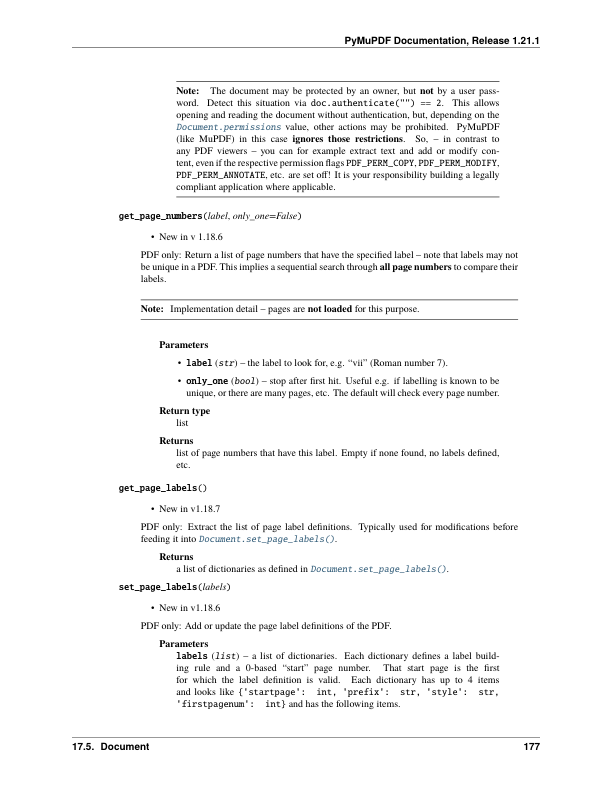 PyMuPDF Documentation, Release 1.21.1
Note: The document may be protected by an owner, but not by a user pass-
word. Detect this situation via doc.authenticate("") == 2. This allows
opening and reading the document without authentication, but, depending on the
Document.permissions value, other actions may be prohibited. PyMuPDF
(like MuPDF) in this case ignores those restrictions. So, – in contrast to
any PDF viewers – you can for example extract text and add or modify con-
tent, even if the respective permission flags PDF_PERM_COPY, PDF_PERM_MODIFY,
PDF_PERM_ANNOTATE, etc. are set off! It is your responsibility building a legally
compliant application where applicable.
get_page_numbers(label, only_one=False)
• New in v 1.18.6
PDF only: Return a list of page numbers that have the specified label – note that labels may not
be unique in a PDF. This implies a sequential search through all page numbers to compare their
labels.
Note: Implementation detail – pages are not loaded for this purpose.
Parameters
• label (str) – the label to look for, e.g. “vii” (Roman number 7).
• only_one (bool) – stop after first hit. Useful e.g. if labelling is known to be
unique, or there are many pages, etc. The default will check every page number.
Return type
list
Returns
list of page numbers that have this label. Empty if none found, no labels defined,
etc.
get_page_labels()
• New in v1.18.7
PDF only: Extract the list of page label definitions. Typically used for modifications before
feeding it into Document.set_page_labels().
Returns
a list of dictionaries as defined in Document.set_page_labels().
set_page_labels(labels)
• New in v1.18.6
PDF only: Add or update the page label definitions of the PDF.
Parameters
labels (list) – a list of dictionaries. Each dictionary defines a label build-
ing rule and a 0-based “start” page number. That start page is the first
for which the label definition is valid. Each dictionary has up to 4 items
and looks like {'startpage': int, 'prefix': str, 'style': str,
'firstpagenum': int} and has the following items.
17.5. Document 177